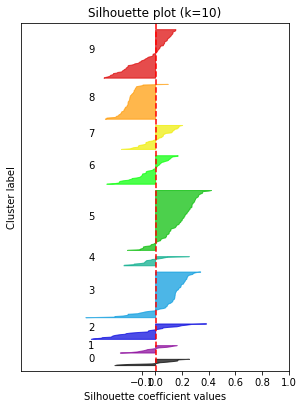 Silhouette plot (k=10)
9
8
7
6
5
4
3
2
1
0
Cluster label
-0.1 0.0 0.2 0.4 0.6 0.8 1.0
Silhouette coefficient values